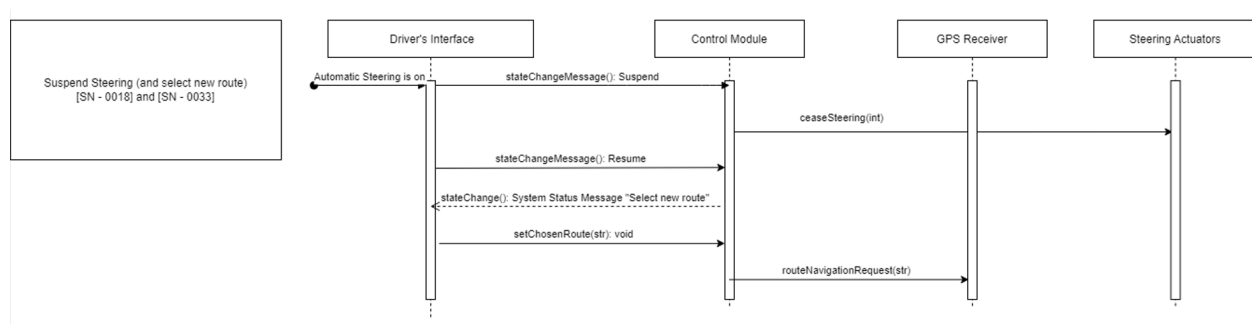 Driver's Interface
Control Module
GPS Receiver
Steering Actuators
Suspend Steering (and select new route)
[SN - 0018] and [SN - 0033]
Automatic Steering is on
stateChangeMessage(): Suspend
ceaseSteering(int)
stateChangeMessage(): Resume
stateChange(): System Status Message "Select new route"
setChosenRoute(str): void
routeNavigationRequest(str)